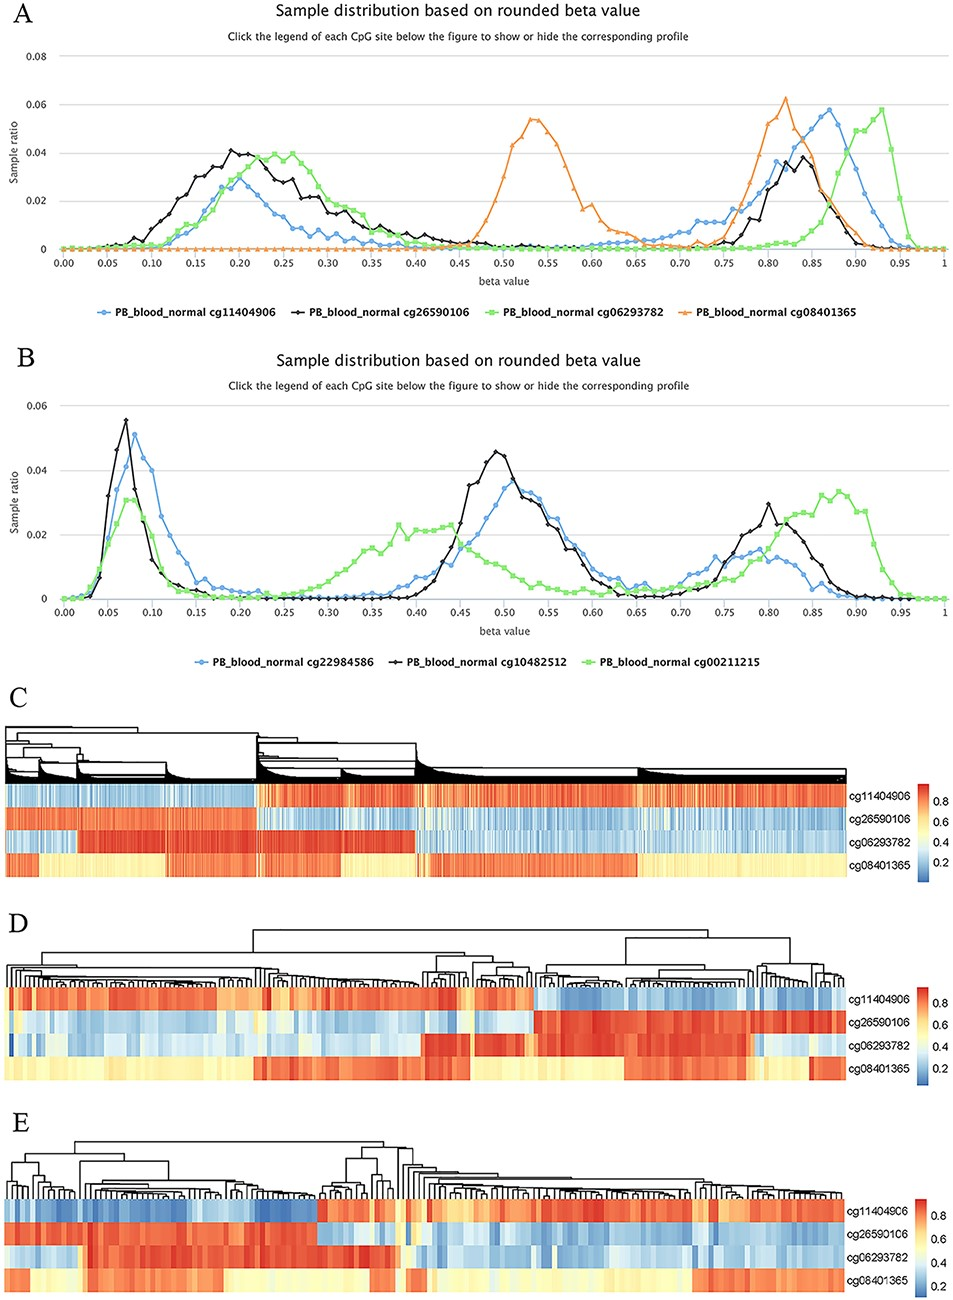 A
Sample distribution based on rounded beta value
Click the legend of each CpG site below the figure to show or hide the corresponding profile
0.08
0.06
0.04
0.02
0
Sample ratio
0.00 0.05 0.10 0.15 0.20 0.25 0.30 0.35 0.40 0.45 0.50 0.55 0.60 0.65 0.70 0.75 0.80 0.85 0.90 0.95 1
beta value
PB_blood_normal cg11404906 PB_blood_normal cg26590106 PB_blood_normal cg06293782 PB_blood_normal cg08401365
B
Sample distribution based on rounded beta value
Click the legend of each CpG site below the figure to show or hide the corresponding profile
0.06
0.04
0.02
0
Sample ratio
0.00 0.05 0.10 0.15 0.20 0.25 0.30 0.35 0.40 0.45 0.50 0.55 0.60 0.65 0.70 0.75 0.80 0.85 0.90 0.95 1
beta value
PB_blood_normal cg22984586 PB_blood_normal cg10482512 PB_blood_normal cg00211215
C
cg11404906
cg26590106
cg06293782
cg08401365
0.8
0.6
0.4
0.2
D
cg11404906
cg26590106
cg06293782
cg08401365
0.8
0.6
0.4
0.2
E
cg11404906
cg26590106
cg06293782
cg08401365
0.8
0.6
0.4
0.2